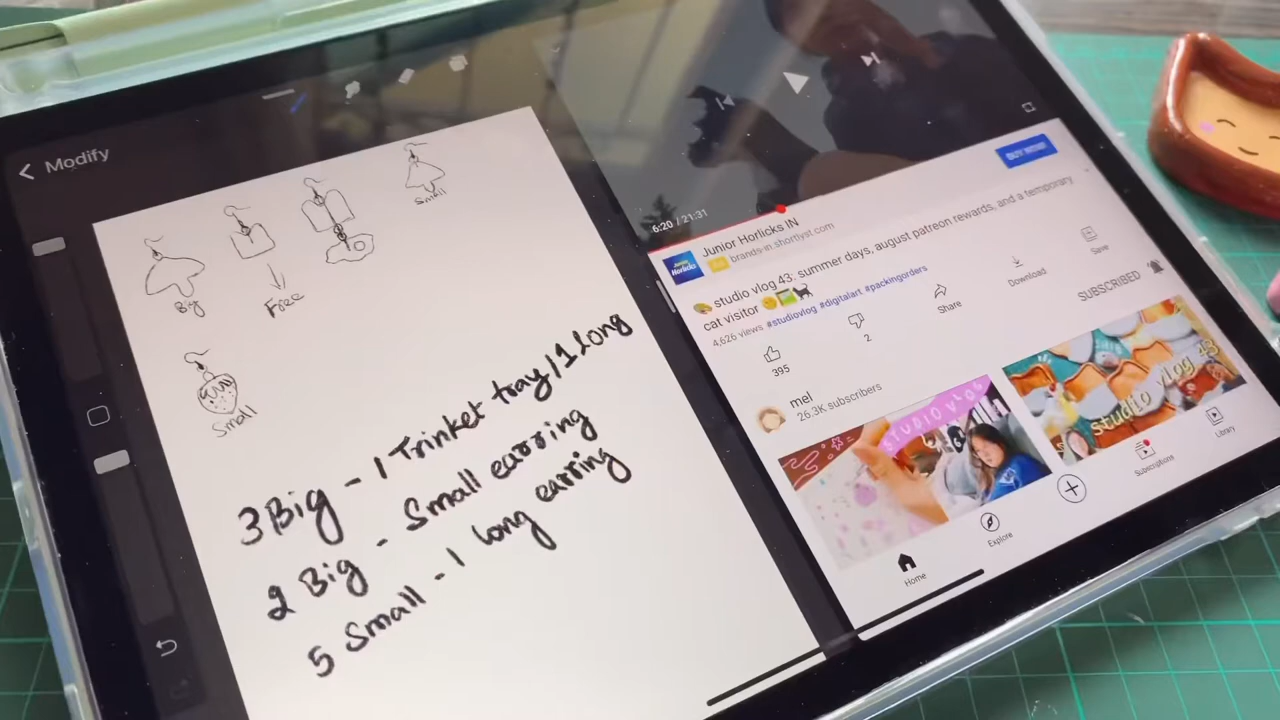 Modify
Big
Free
Small
Small
3 Big - 1 Trinket tray/1 long
2 Big - Small earring
5 Small - 1 long earring
6:20 / 21:31
BUY NOW!
Junior Horlicks IN
Ad brands-in.shortlyst.com
studio vlog 43. summer days, august patreon rewards, and a temporary
cat visitor
4,626 views #studiovlog #digitalart #packingorders
395
2
Share
Download
Save
mel
26.3K subscribers
SUBSCRIBED
STUDIO VLOG
studio vlog 43
Home
Explore
Subscriptions
Library